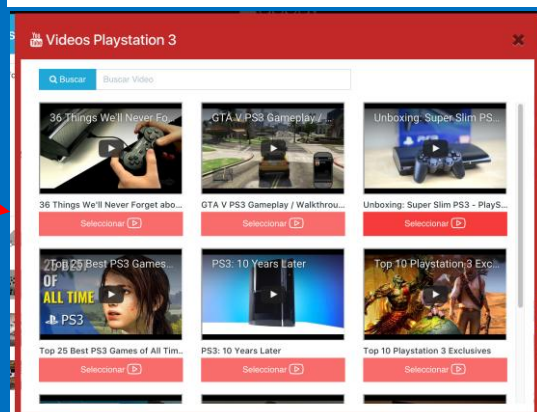 You Tube Videos Playstation 3
Buscar Buscar Video
36 Things We'll Never Fo...
GTA V PS3 Gameplay / ...
Unboxing: Super Slim PS...
36 Things We'll Never Forget abo...
GTA V PS3 Gameplay / Walkthrou...
Unboxing: Super Slim PS3 - PlayS...
Seleccionar
Seleccionar
Seleccionar
Top 25 Best PS3 Games...
OF
ALL TIME
PS3
PS3: 10 Years Later
Top 10 Playstation 3 Exc...
Top 25 Best PS3 Games of All Tim...
PS3: 10 Years Later
Top 10 Playstation 3 Exclusives
Seleccionar
Seleccionar
Seleccionar